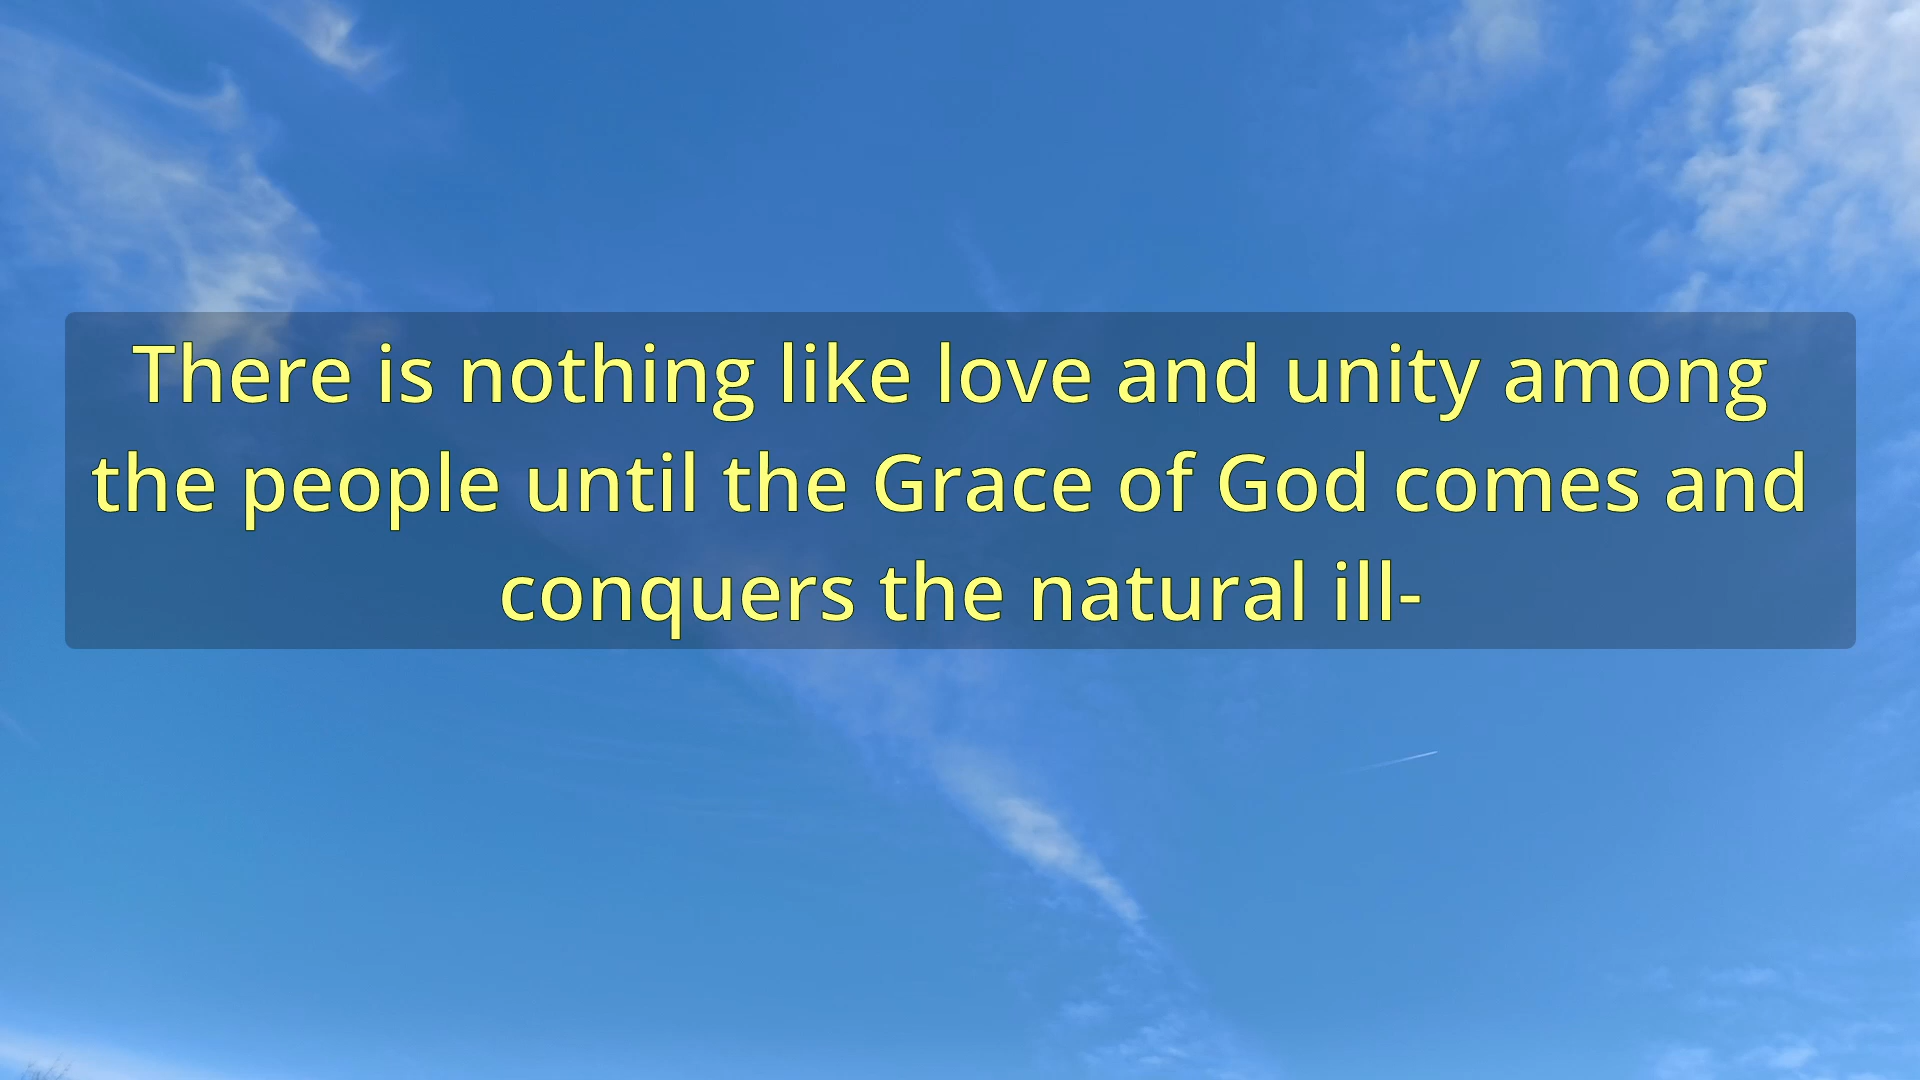 There is nothing like love and unity among
the people until the Grace of God comes and
conquers the natural ill-